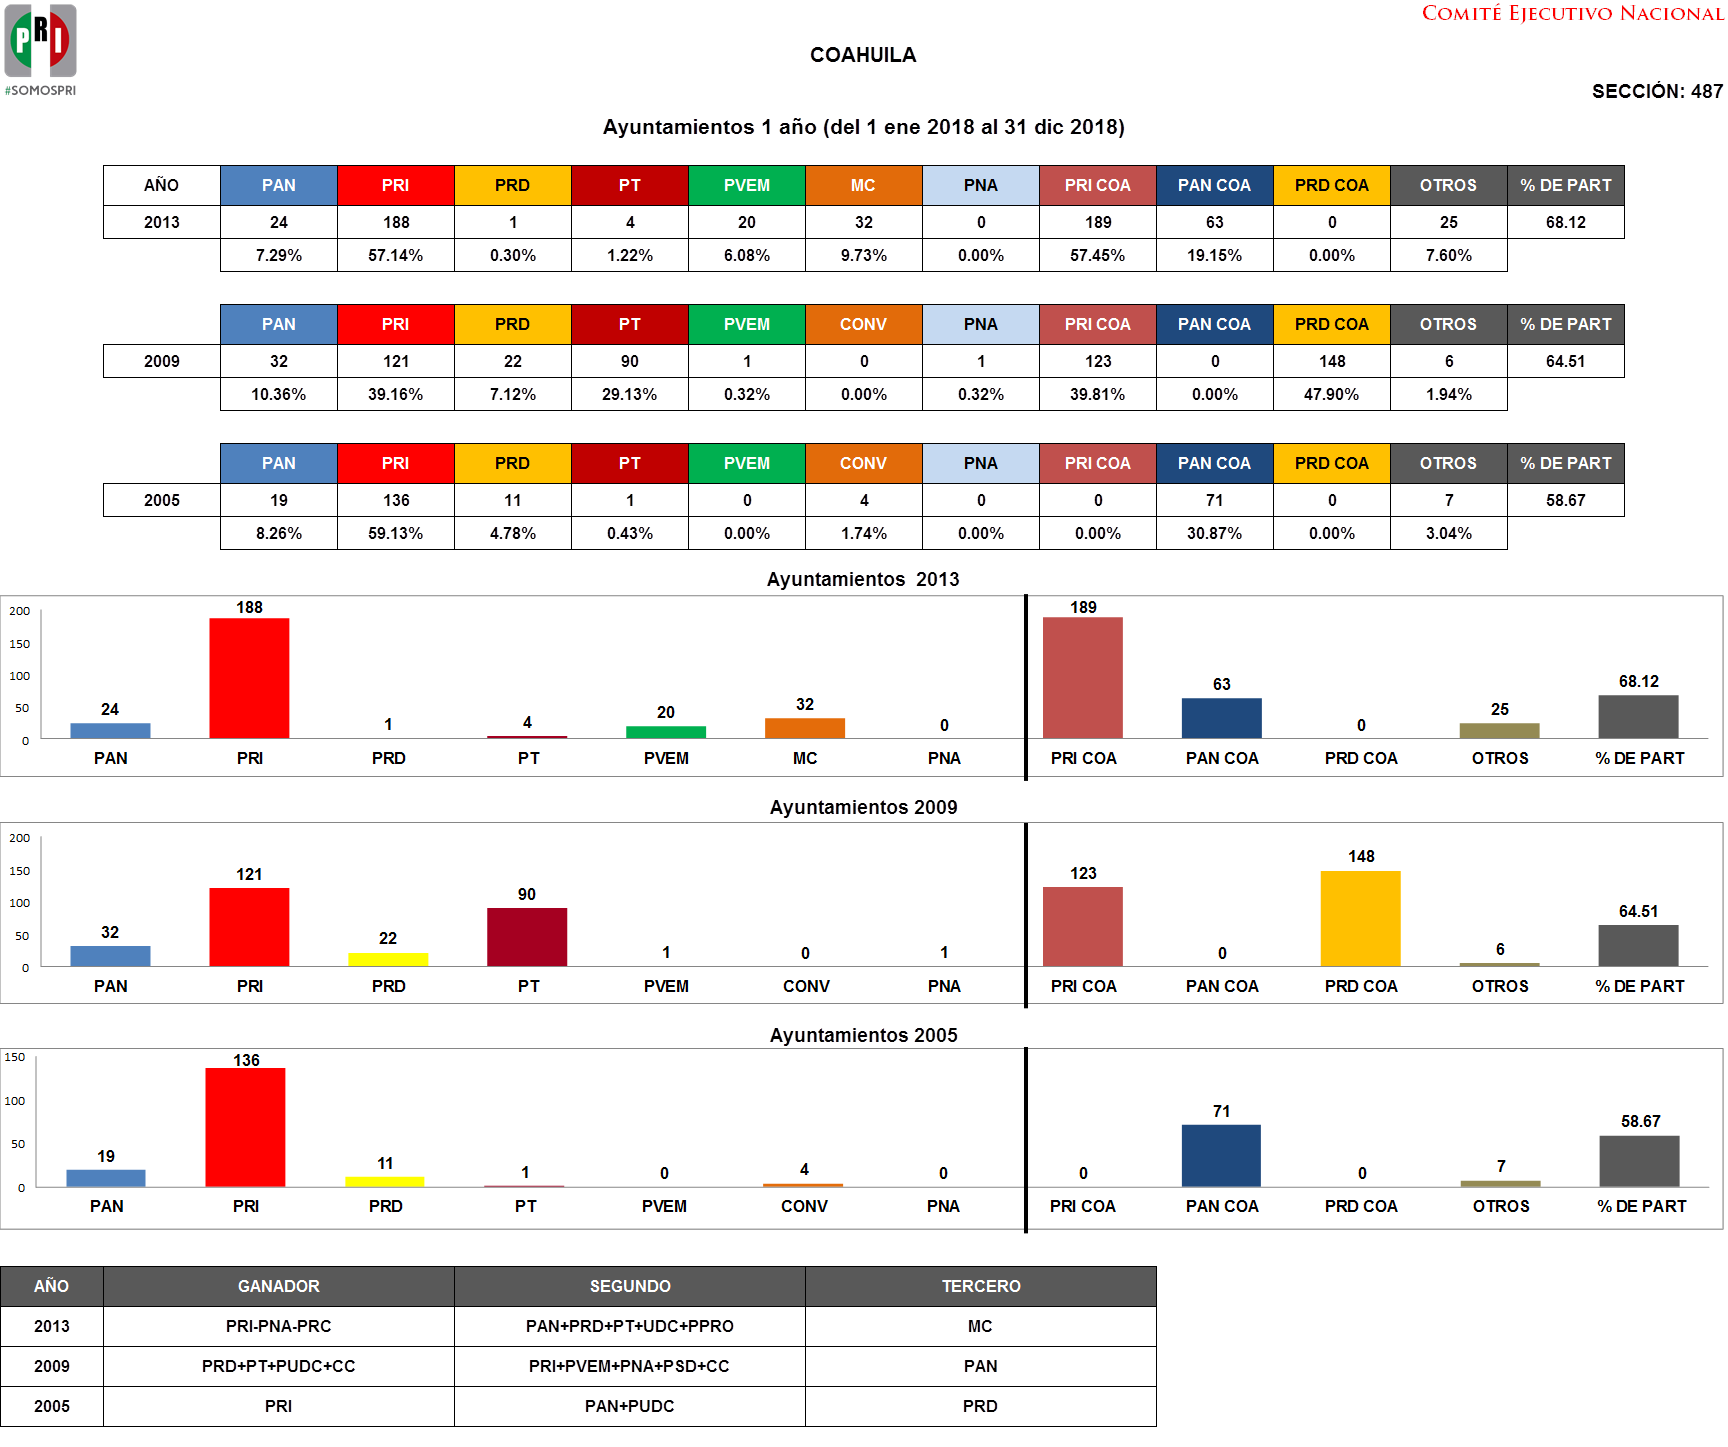 COMITÉ EJECUTIVO NACIONAL
PRI
#SOMOSPRI
COAHUILA
SECCIÓN: 487
Ayuntamientos 1 año (del 1 ene 2018 al 31 dic 2018)
AÑO PAN PRI PRD PT PVEM MC PNA PRI COA PAN COA PRD COA OTROS % DE PART
2013 24 188 1 4 20 32 0 189 63 0 25 68.12
7.29% 57.14% 0.30% 1.22% 6.08% 9.73% 0.00% 57.45% 19.15% 0.00% 7.60%
PAN PRI PRD PT PVEM CONV PNA PRI COA PAN COA PRD COA OTROS % DE PART
2009 32 121 22 90 1 0 1 123 0 148 6 64.51
10.36% 39.16% 7.12% 29.13% 0.32% 0.00% 0.32% 39.81% 0.00% 47.90% 1.94%
PAN PRI PRD PT PVEM CONV PNA PRI COA PAN COA PRD COA OTROS % DE PART
2005 19 136 11 1 0 4 0 0 71 0 7 58.67
8.26% 59.13% 4.78% 0.43% 0.00% 1.74% 0.00% 0.00% 30.87% 0.00% 3.04%
Ayuntamientos 2013
200
150
100
50
0
24 188 1 4 20 32 0 189 63 0 25 68.12
PAN PRI PRD PT PVEM MC PNA PRI COA PAN COA PRD COA OTROS % DE PART
Ayuntamientos 2009
200
150
100
50
0
32 121 22 90 1 0 1 123 0 148 6 64.51
PAN PRI PRD PT PVEM CONV PNA PRI COA PAN COA PRD COA OTROS % DE PART
Ayuntamientos 2005
150
100
50
0
19 136 11 1 0 4 0 0 71 0 7 58.67
PAN PRI PRD PT PVEM CONV PNA PRI COA PAN COA PRD COA OTROS % DE PART
AÑO GANADOR SEGUNDO TERCERO
2013 PRI-PNA-PRC PAN+PRD+PT+UDC+PPRO MC
2009 PRD+PT+PUDC+CC PRI+PVEM+PNA+PSD+CC PAN
2005 PRI PAN+PUDC PRD